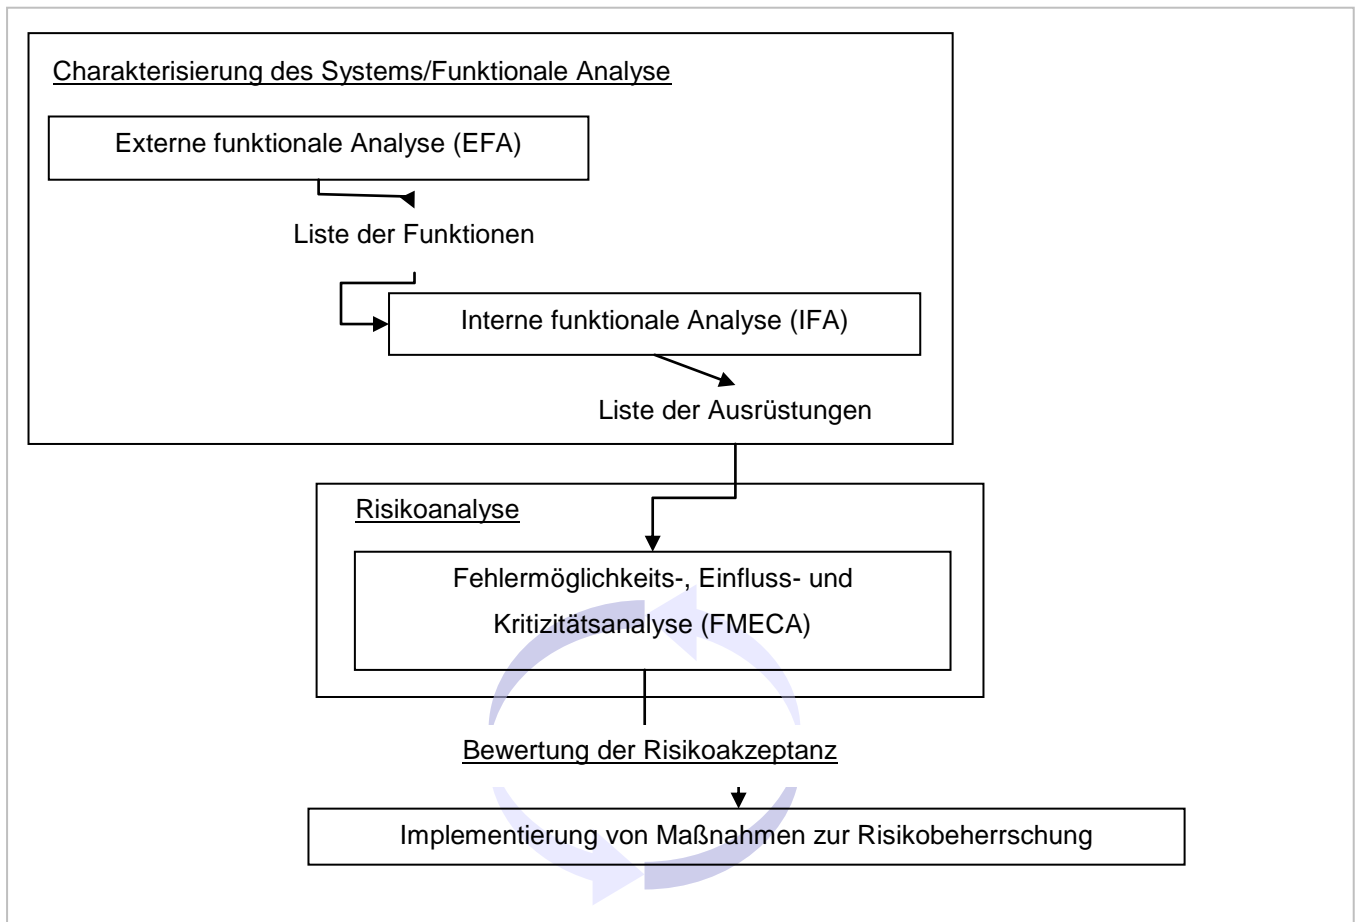 Charakterisierung des Systems/Funktionale Analyse
Externe funktionale Analyse (EFA)
Liste der Funktionen
Interne funktionale Analyse (IFA)
Liste der Ausrüstungen
Risikoanalyse
Fehlermöglichkeits-, Einfluss- und
Kritizitätsanalyse (FMECA)
Bewertung der Risikoakzeptanz
Implementierung von Maßnahmen zur Risikobeherrschung